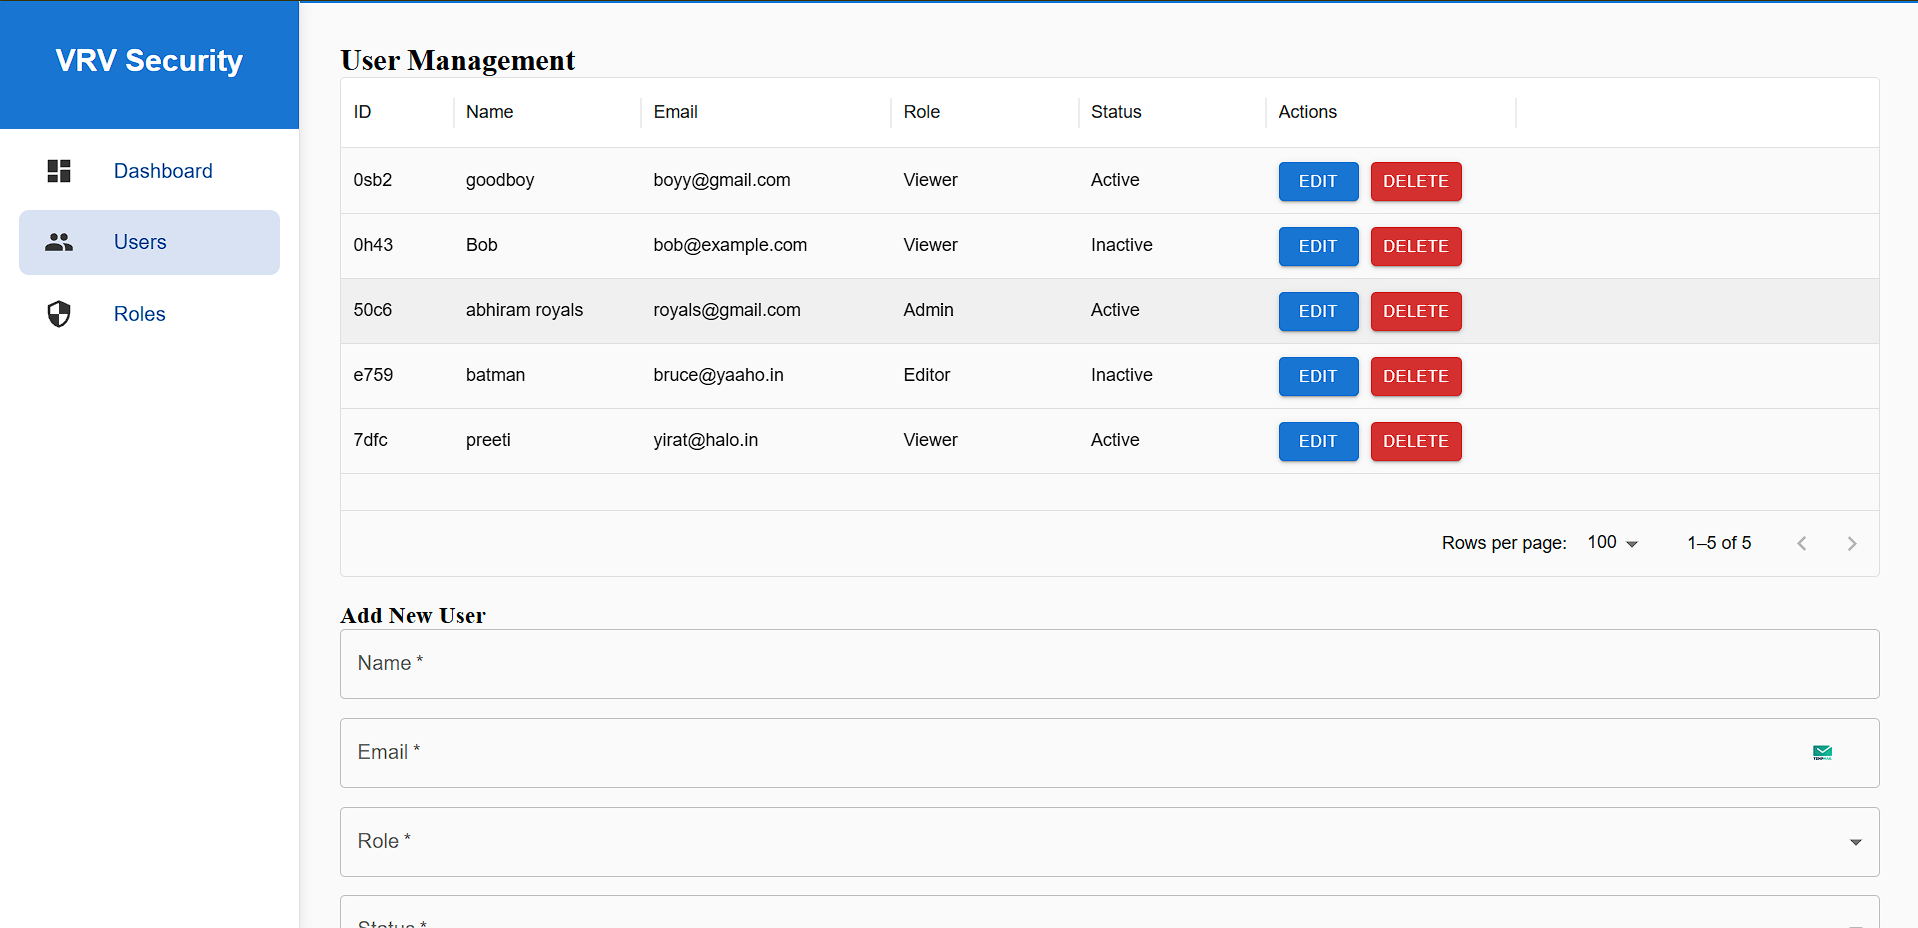 VRV Security
Dashboard
Users
Roles
User Management
ID Name Email Role Status Actions
0sb2 goodboy boyy@gmail.com Viewer Active EDIT DELETE
0h43 Bob bob@example.com Viewer Inactive EDIT DELETE
50c6 abhiram royals royals@gmail.com Admin Active EDIT DELETE
e759 batman bruce@yaaho.in Editor Inactive EDIT DELETE
7dfc preeti yirat@halo.in Viewer Active EDIT DELETE
Rows per page: 100 1–5 of 5
Add New User
Name *
Email *
Role *
Status *